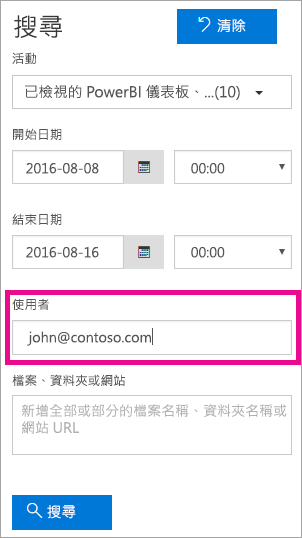 搜尋
清除
活動
已檢視的 PowerBI 儀表板、...(10)
開始日期
2016-08-08
00:00
結束日期
2016-08-16
00:00
使用者
john@contoso.com
檔案、資料夾或網站
新增全部或部分的檔案名稱、資料夾名稱或
網站 URL
搜尋